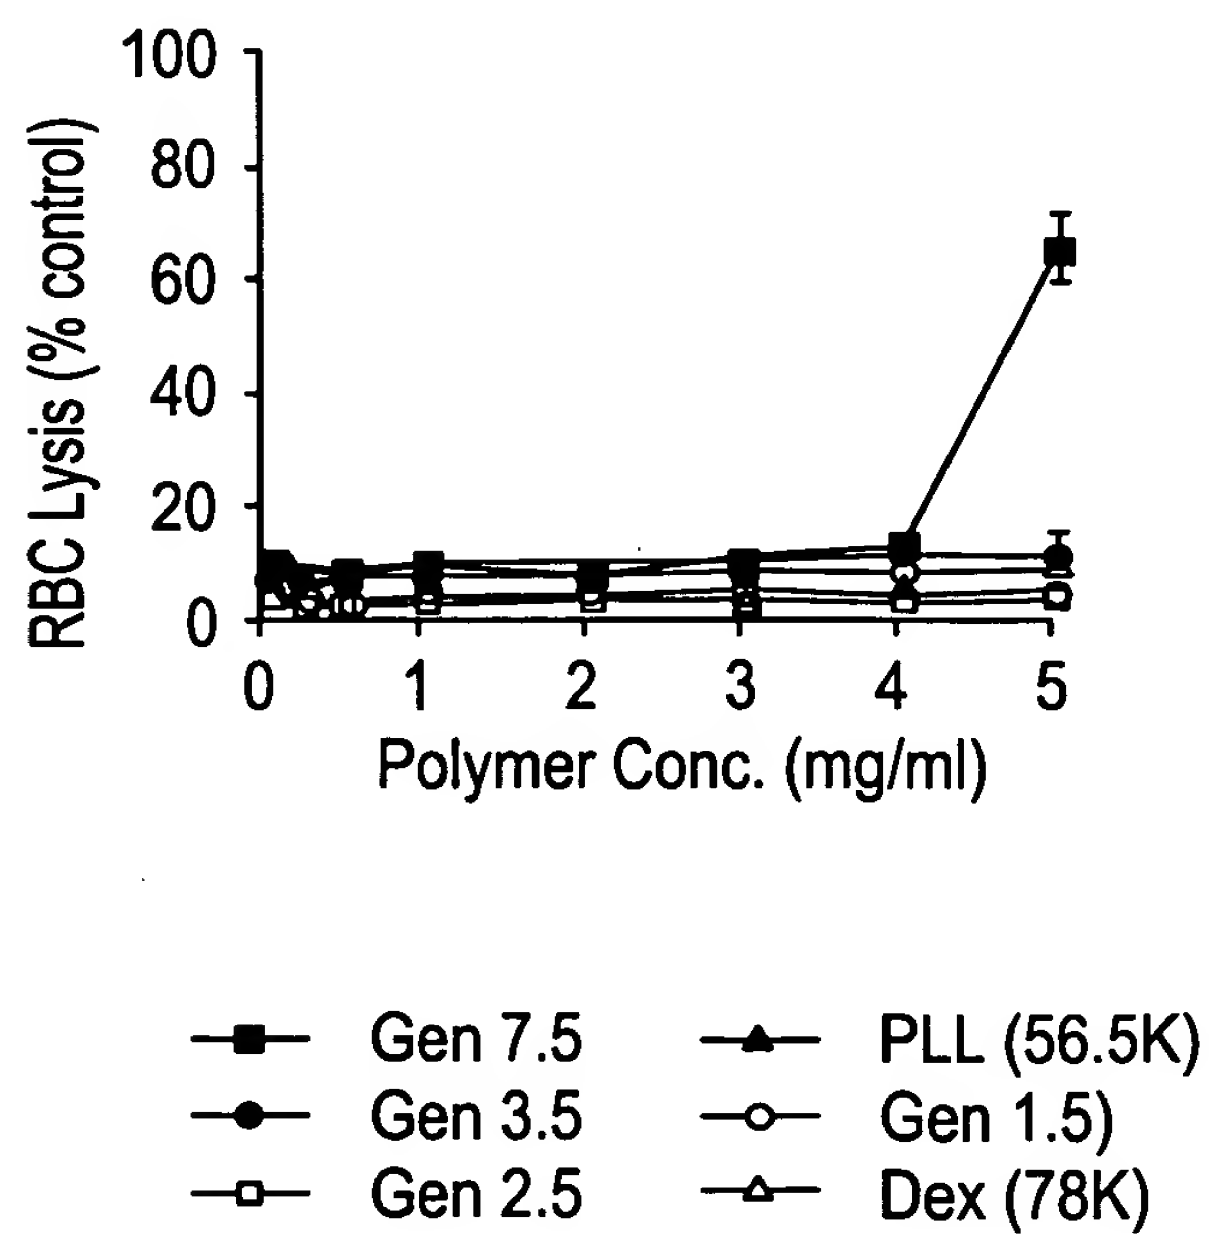 RBC Lysis (% control)
100
80
60
40
20
0
0 1 2 3 4 5
Polymer Conc. (mg/ml)
Gen 7.5 PLL (56.5K)
Gen 3.5 Gen 1.5)
Gen 2.5 Dex (78K)